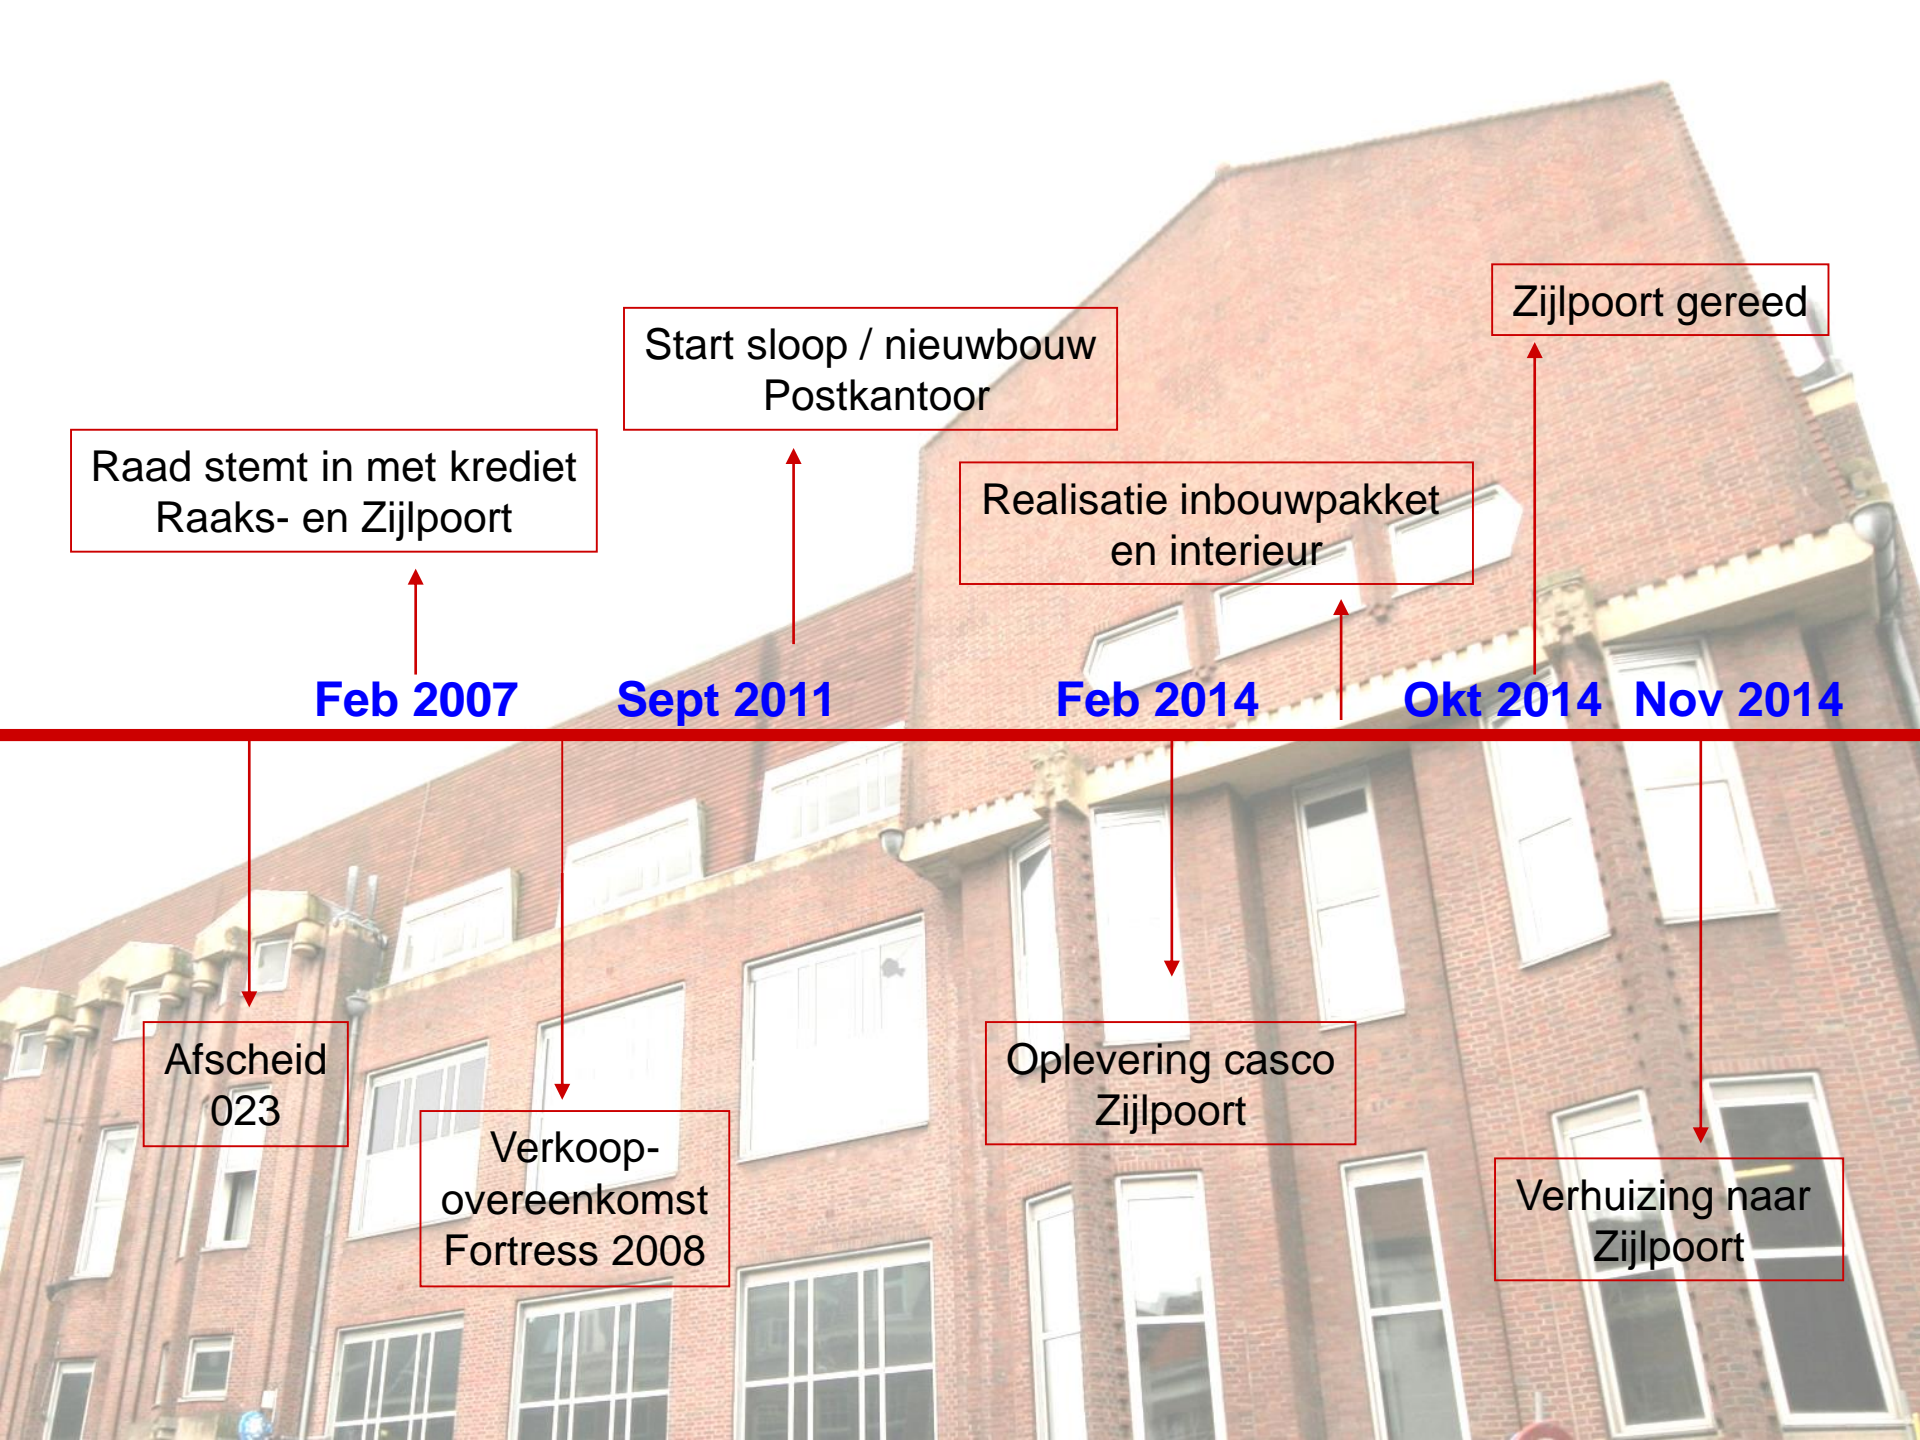 Zijlpoort gereed
Start sloop / nieuwbouw
Postkantoor
Raad stemt in met krediet
Raaks- en Zijlpoort
Realisatie inbouwpakket
en interieur
Feb 2007
Sept 2011
Feb 2014
Okt 2014
Nov 2014
Afscheid
023
Verkoop-
overeenkomst
Fortress 2008
Oplevering casco
Zijlpoort
Verhuizing naar
Zijlpoort